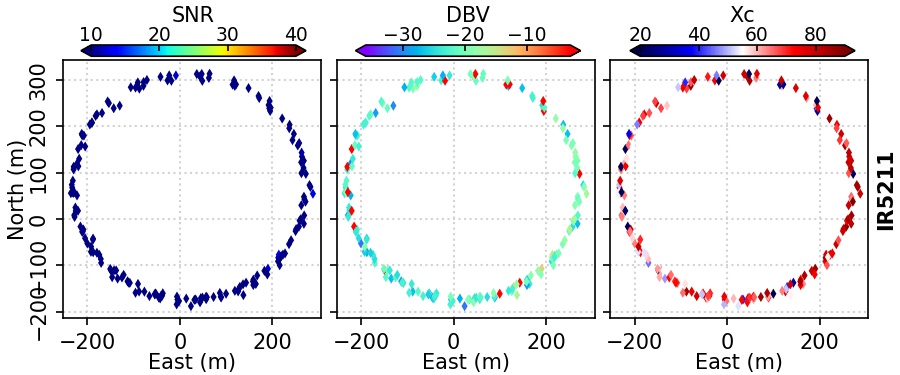 SNR DBV Xc
10 20 30 40 −30 −20 −10 20 40 60 80
300
200
100
0
−100
−200
North (m)
−200 0 200 −200 0 200 −200 0 200
East (m) East (m) East (m)
IR5211